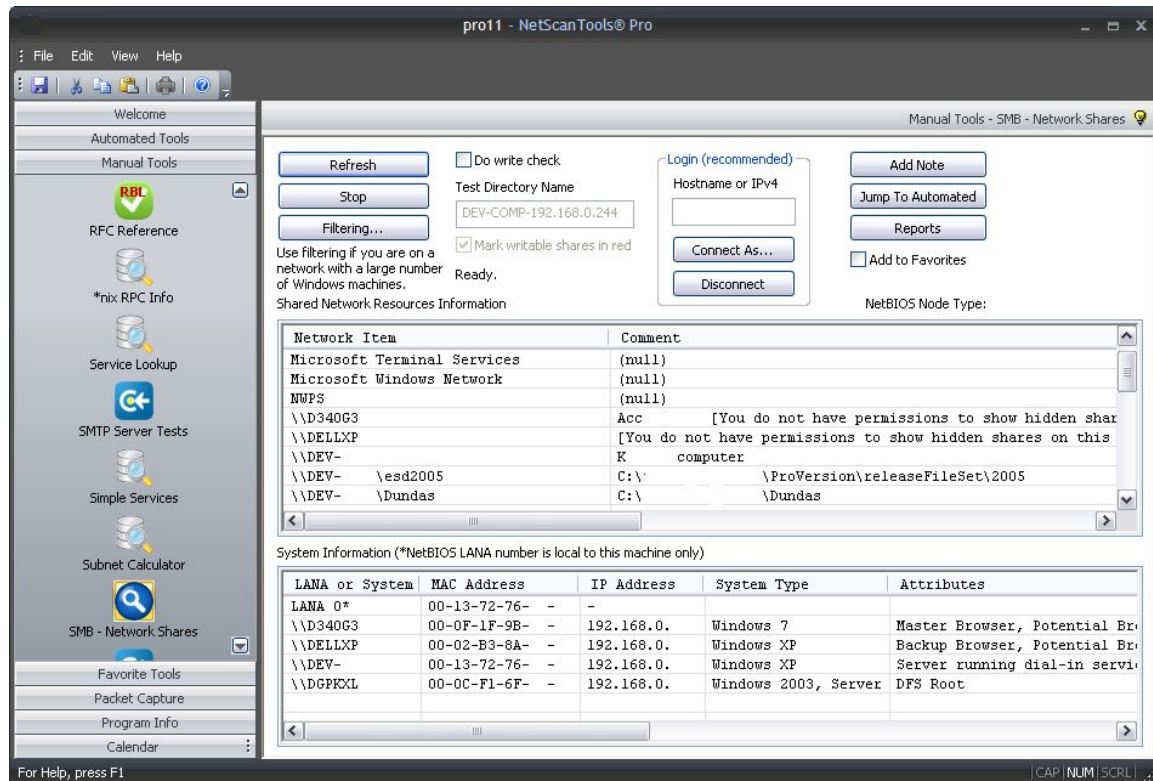 pro11 - NetScanTools® Pro
File Edit View Help
Welcome
Automated Tools
Manual Tools
RBL
RFC Reference
*nix RPC Info
Service Lookup
SMTP Server Tests
Simple Services
Subnet Calculator
SMB - Network Shares
Favorite Tools
Packet Capture
Program Info
Calendar
Manual Tools - SMB - Network Shares
Refresh
Stop
Filtering...
Use filtering if you are on a
network with a large number
of Windows machines.
Do write check
Test Directory Name
DEV-COMP-192.168.0.244
Mark writable shares in red
Ready.
Login (recommended)
Hostname or IPv4
Connect As...
Disconnect
Add Note
Jump To Automated
Reports
Add to Favorites
Shared Network Resources Information
NetBIOS Node Type:
Network Item Comment
Microsoft Terminal Services (null)
Microsoft Windows Network (null)
NWPS (null)
\\D340G3 Acc [You do not have permissions to show hidden shar
\\DELLXP [You do not have permissions to show hidden shares on this
\\DEV- K computer
\\DEV- \esd2005 C:\ \ProVersion\releaseFileSet\2005
\\DEV- \Dundas C:\ \Dundas
System Information (*NetBIOS LANA number is local to this machine only)
LANA or System MAC Address IP Address System Type Attributes
LANA 0* 00-13-72-76- - -
\\D340G3 00-0F-1F-9B- - 192.168.0. Windows 7 Master Browser, Potential Br
\\DELLXP 00-02-B3-8A- - 192.168.0. Windows XP Backup Browser, Potential Br
\\DEV- 00-13-72-76- - 192.168.0. Windows XP Server running dial-in servi
\\DGPKXL 00-0C-F1-6F- - 192.168.0. Windows 2003, Server DFS Root
For Help, press F1
CAP NUM SCRL